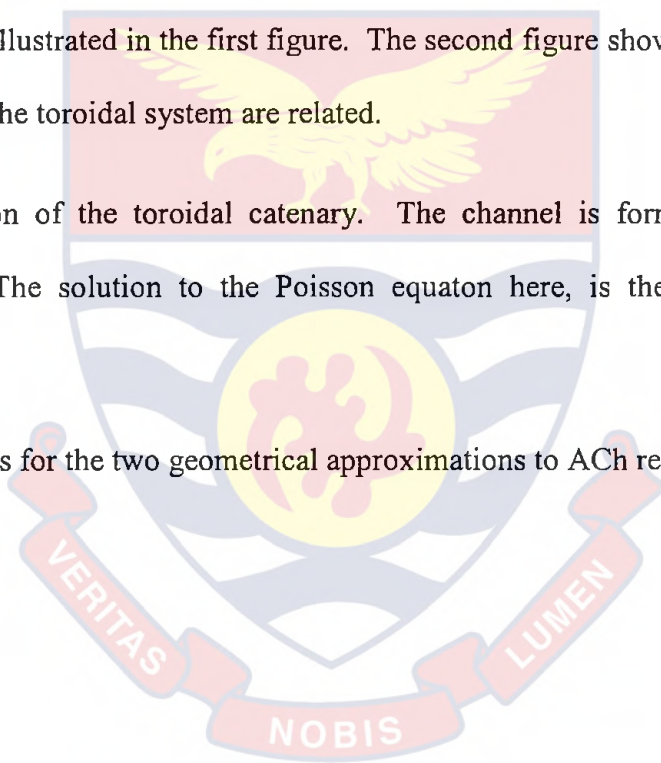 llustrated in the first figure. The second figure shov
he toroidal system are related.
on of the toroidal catenary. The channel is for
The solution to the Poisson equaton here, is the
s for the two geometrical approximations to ACh re
VERITAS
NOBIS
LUMEN